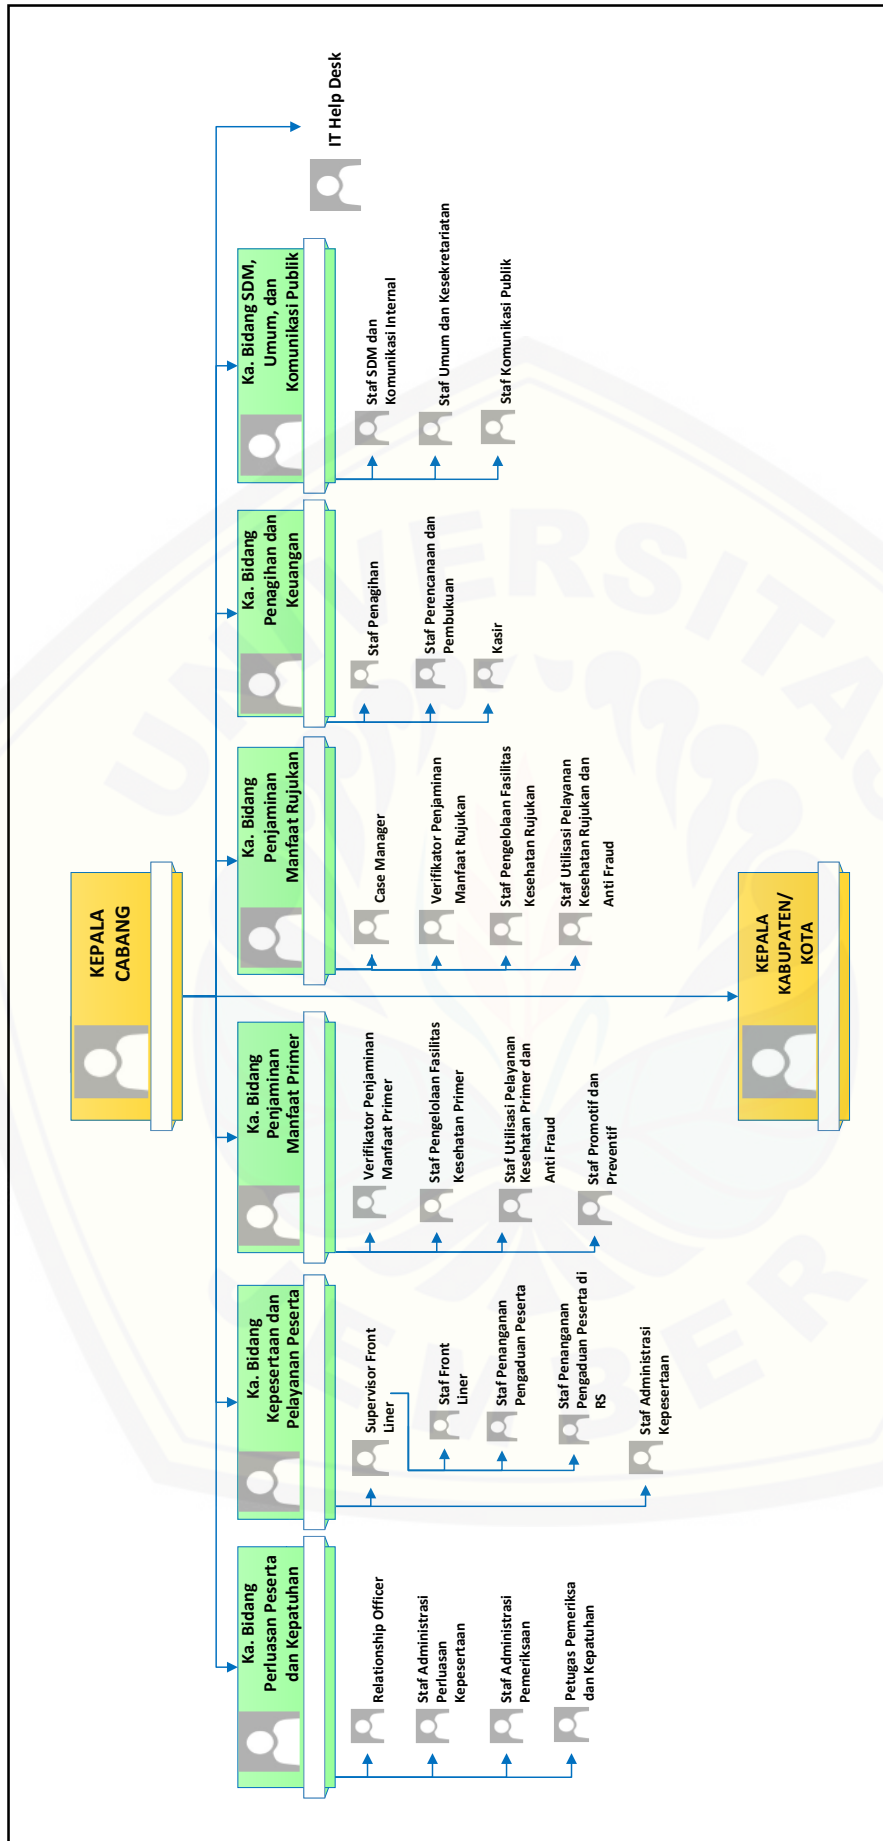 KEPALA
CABANG
Ka. Bidang
Perluasan Peserta
dan Kepatuhan
Relationship Officer
Staf Administrasi
Perluasan
Kepesertaan
Staf Administrasi
Pemeriksaan
Petugas Pemeriksa
dan Kepatuhan
Ka. Bidang
Kepesertaan dan
Pelayanan Peserta
Supervisor Front
Liner
Staf Front
Liner
Staf Penanganan
Pengaduan Peserta
Staf Penanganan
Pengaduan Peserta di
RS
Staf Administrasi
Kepesertaan
Ka. Bidang
Penjaminan
Manfaat Primer
Verifikator Penjaminan
Manfaat Primer
Staf Pengelolaan Fasilitas
Kesehatan Primer
Staf Utilisasi Pelayanan
Kesehatan Primer dan
Anti Fraud
Staf Promotif dan
Preventif
Ka. Bidang
Penjaminan
Manfaat Rujukan
Case Manager
Verifikator Penjaminan
Manfaat Rujukan
Staf Pengelolaan Fasilitas
Kesehatan Rujukan
Staf Utilisasi Pelayanan
Kesehatan Rujukan dan
Anti Fraud
Ka. Bidang
Penagihan dan
Keuangan
Staf Penagihan
Staf Perencanaan dan
Pembukuan
Kasir
Ka. Bidang SDM,
Umum, dan
Komunikasi Publik
Staf SDM dan
Komunikasi Internal
Staf Umum dan Kesekretariatan
Staf Komunikasi Publik
IT Help Desk
KEPALA
KABUPATEN/
KOTA
UNIVERSITAS
JEMBER